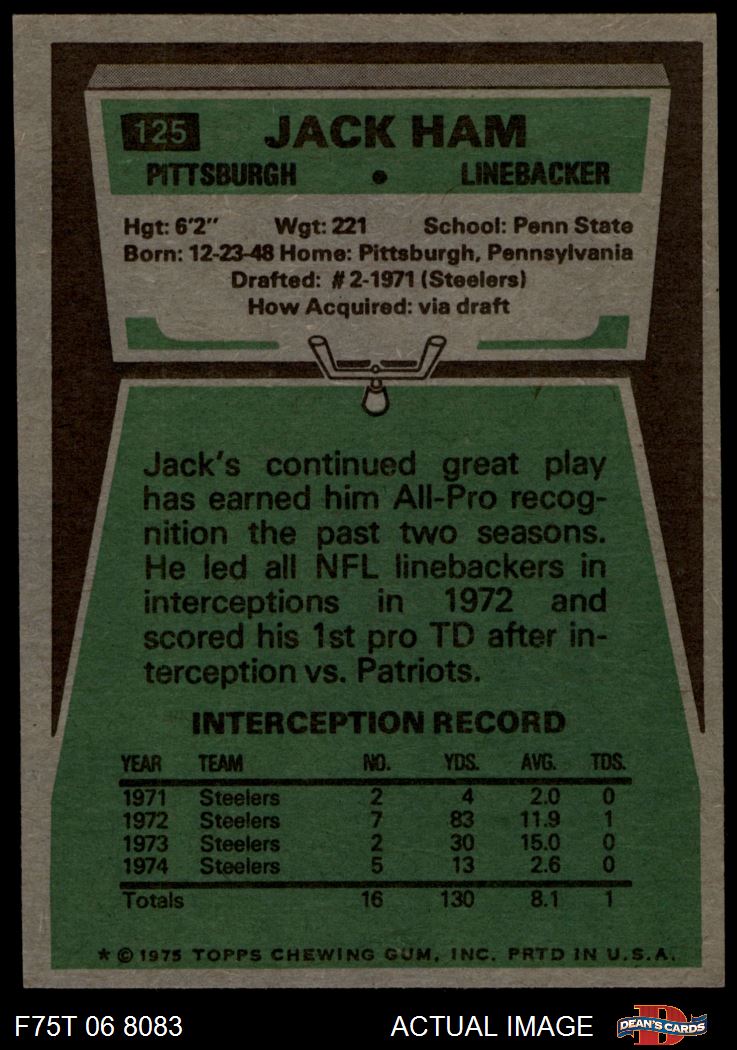 125 JACK HAM
PITTSBURGH • LINEBACKER
Hgt: 6'2" Wgt: 221 School: Penn State
Born: 12-23-48 Home: Pittsburgh, Pennsylvania
Drafted: #2-1971 (Steelers)
How Acquired: via draft
Jack's continued great play
has earned him All-Pro recog-
nition the past two seasons.
He led all NFL linebackers in
interceptions in 1972 and
scored his 1st pro TD after in-
terception vs. Patriots.
INTERCEPTION RECORD
YEAR TEAM NO. YDS. AVG. TDS.
1971 Steelers 2 4 2.0 0
1972 Steelers 7 83 11.9 1
1973 Steelers 2 30 15.0 0
1974 Steelers 5 13 2.6 0
Totals 16 130 8.1 1
* © 1975 TOPPS CHEWING GUM, INC. PRTD IN U.S.A.
F75T 06 8083 ACTUAL IMAGE D DEAN'S CARDS